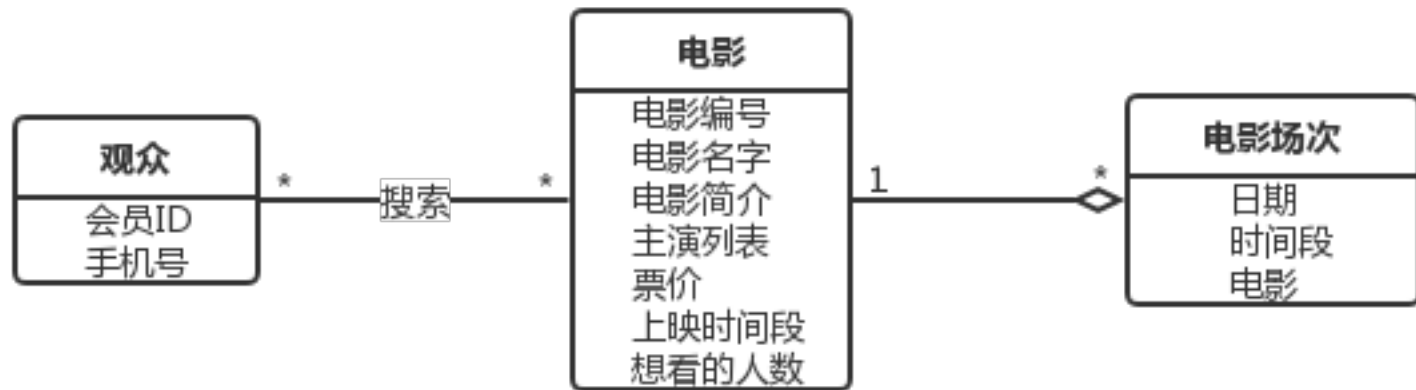 观众
会员ID
手机号
*
搜索
*
电影
电影编号
电影名字
电影简介
主演列表
票价
上映时间段
想看的人数
1
*
电影场次
日期
时间段
电影